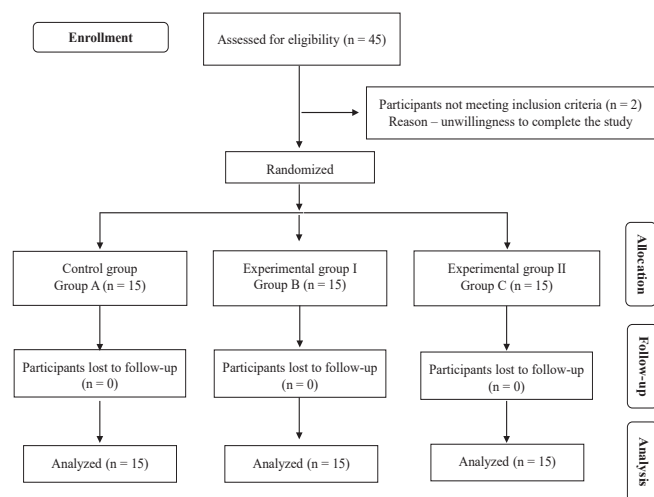 Enrollment
Assessed for eligibility (n = 45)
Participants not meeting inclusion criteria (n = 2)
Reason – unwillingness to complete the study
Randomized
Allocation
Control group
Group A (n = 15)
Experimental group I
Group B (n = 15)
Experimental group II
Group C (n = 15)
Follow-up
Participants lost to follow-up
(n = 0)
Participants lost to follow-up
(n = 0)
Participants lost to follow-up
(n = 0)
Analysis
Analyzed (n = 15)
Analyzed (n = 15)
Analyzed (n = 15)